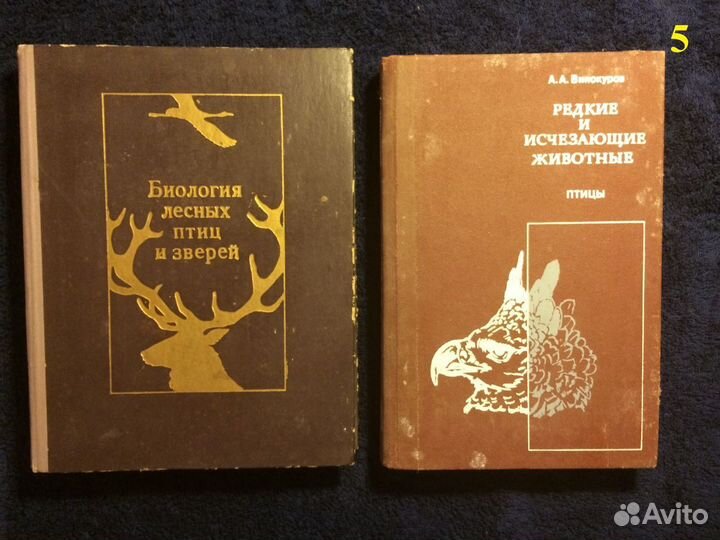 5
Биология
лесных
птиц
и зверей
А.А. Винокуров
РЕДКИЕ
И
ИСЧЕЗАЮЩИЕ
ЖИВОТНЫЕ
ПТИЦЫ
Avito